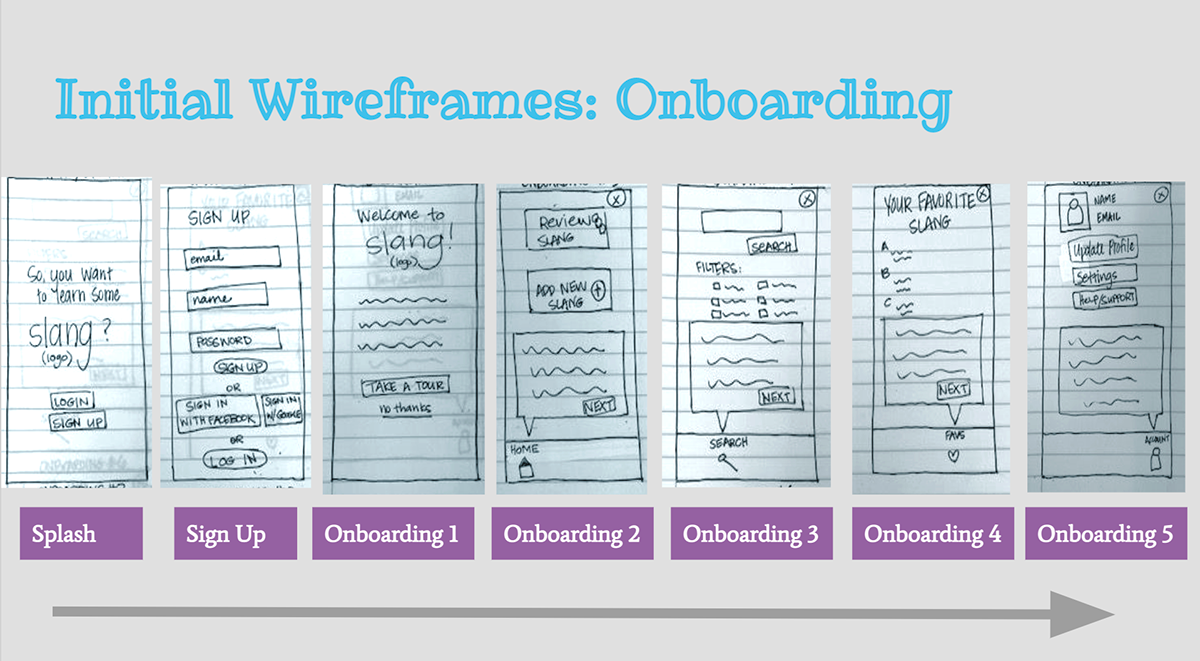 Initial Wireframes: Onboarding
So, you want
to learn some
slang?
(logo)
LOGIN
SIGN UP
SIGN UP
email
name
PASSWORD
SIGN UP
OR
SIGN IN
WITH FACEBOOK
SIGN IN
W/GOOGLE
OR
LOG IN
Welcome to
slang!
(logo)
TAKE A TOUR
no thanks
X
Review
SLANG
ADD NEW
SLANG +
NEXT
HOME
X
SEARCH
FILTERS:
NEXT
SEARCH
X
YOUR FAVORITE
SLANG
A
B
C
NEXT
FAVS
X
NAME
EMAIL
Update Profile
Settings
HELP/SUPPORT
ACCOUNT
Splash
Sign Up
Onboarding 1
Onboarding 2
Onboarding 3
Onboarding 4
Onboarding 5